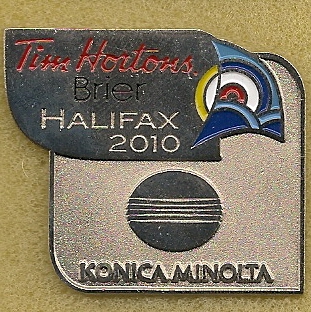 Tim Hortons
Brier
HALIFAX
2010
KONICA MINOLTA